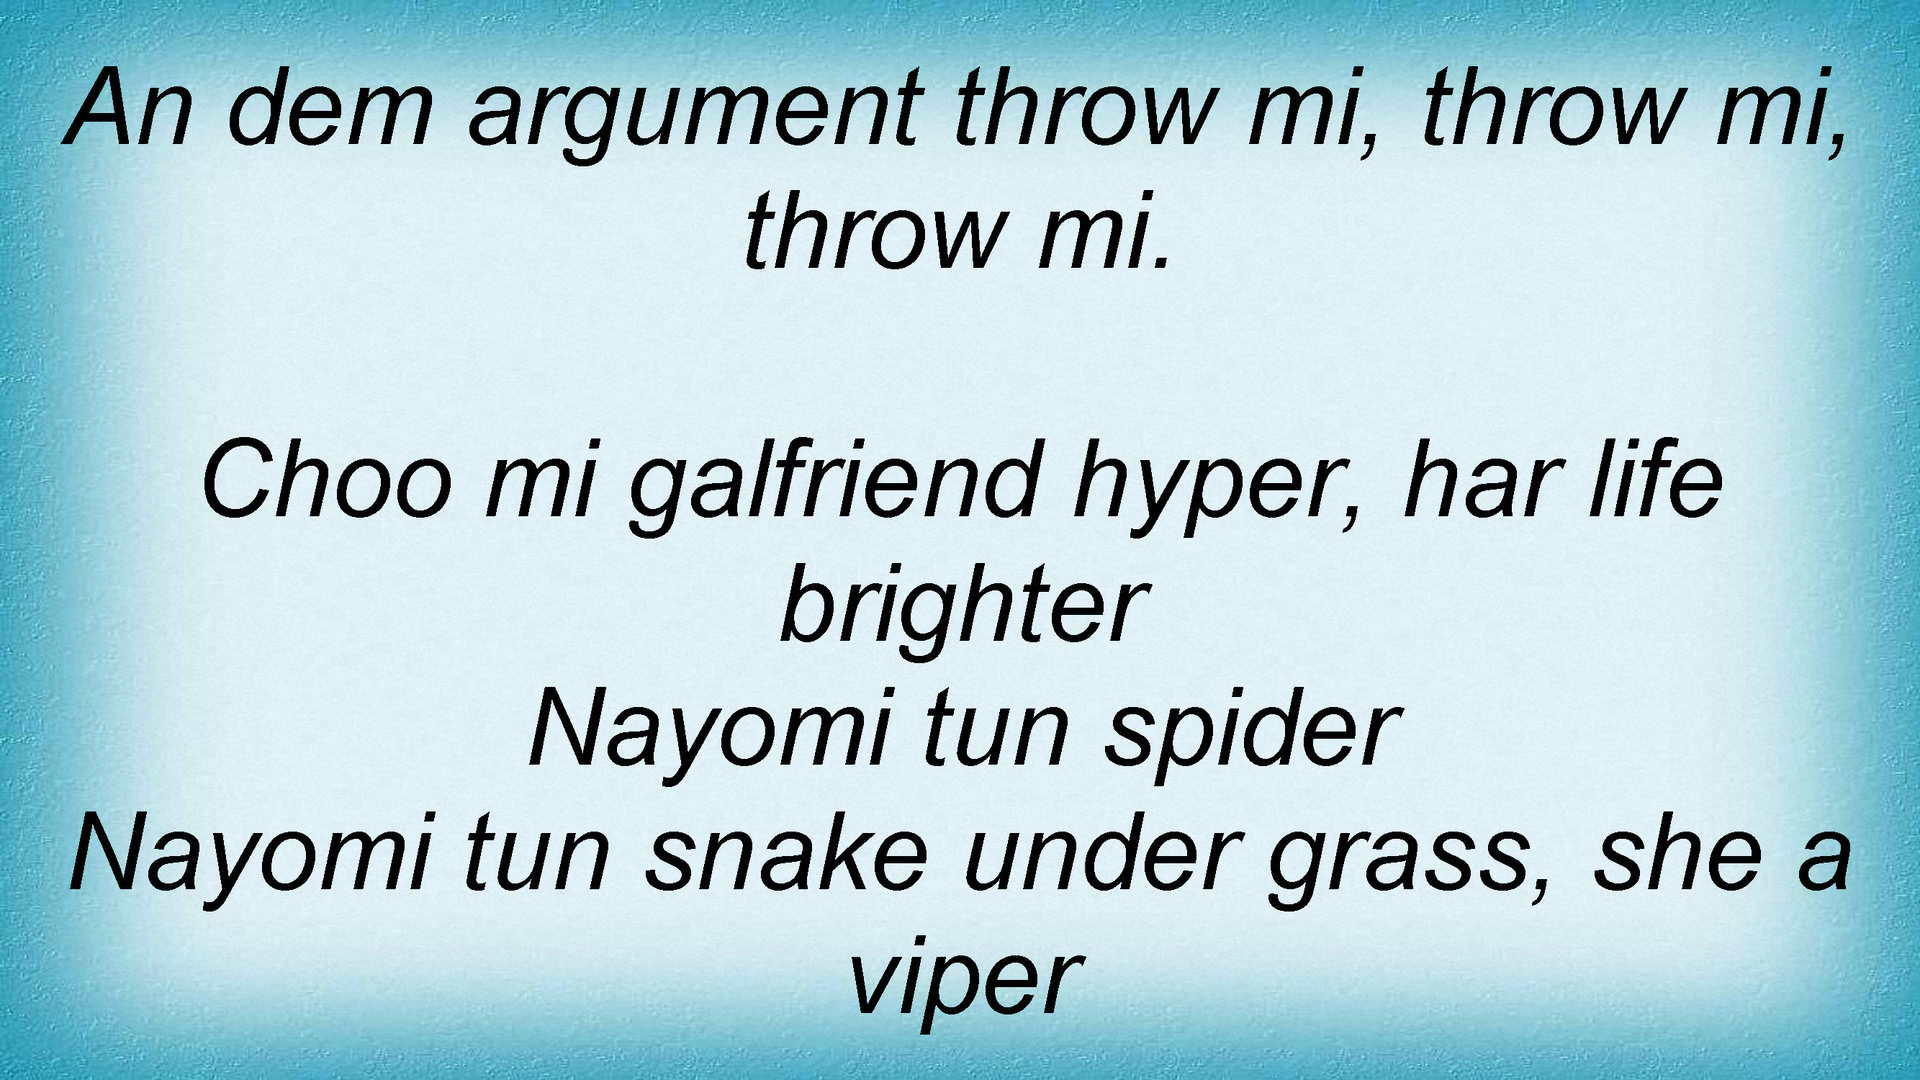 An dem argument throw mi, throw mi,
throw mi.
Choo mi galfriend hyper, har life
brighter
Nayomi tun spider
Nayomi tun snake under grass, she a
viper